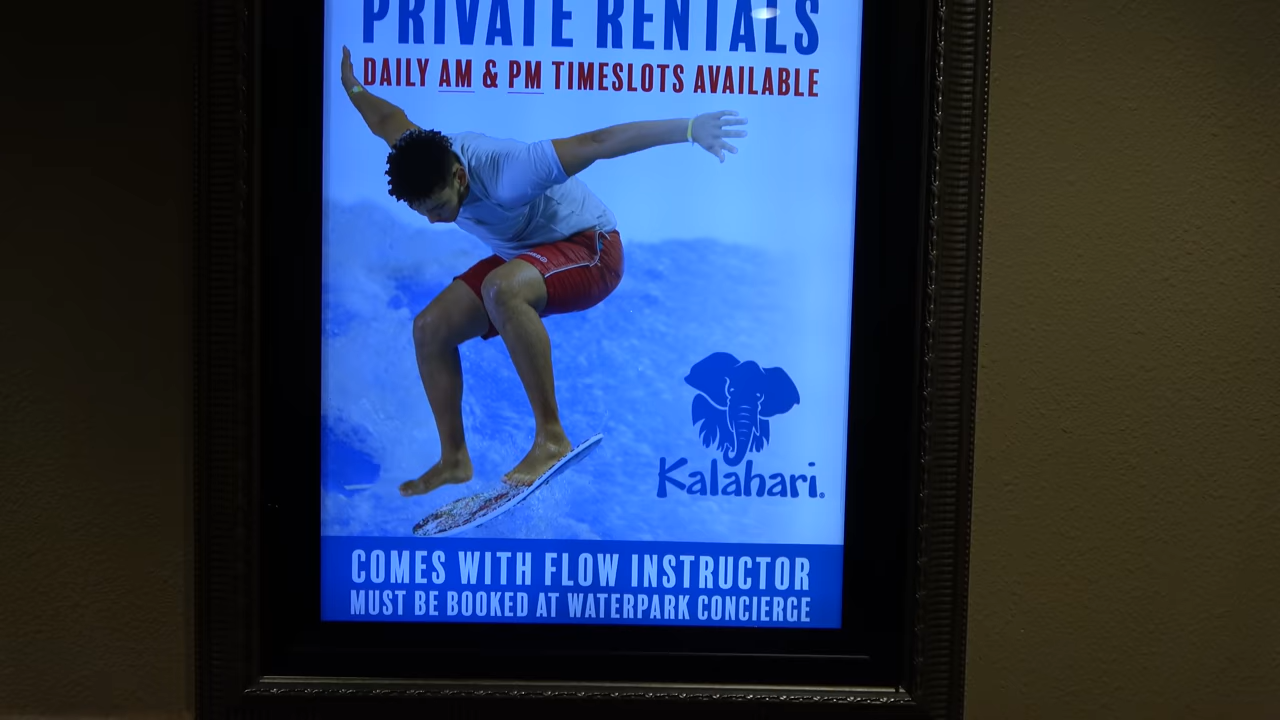 PRIVATE RENTALS
DAILY AM & PM TIMESLOTS AVAILABLE
Kalahari.
COMES WITH FLOW INSTRUCTOR
MUST BE BOOKED AT WATERPARK CONCIERGE